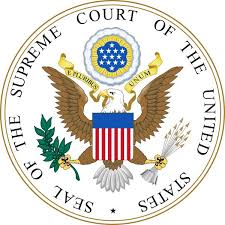 SEAL OF THE SUPREME COURT OF THE UNITED STATES
E PLURIBUS UNUM